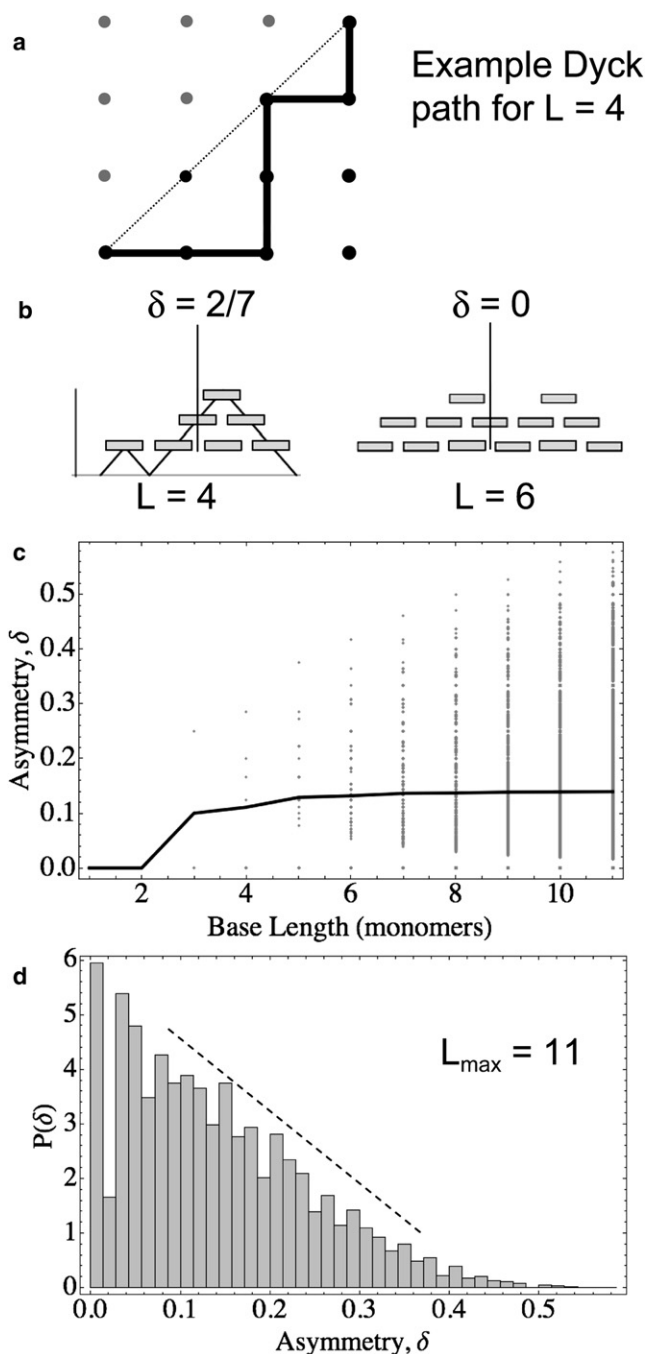 a
Example Dyck
path for L = 4
b
δ = 2/7
δ = 0
L = 4
L = 6
c
0.5
0.4
0.3
0.2
0.1
0.0
Asymmetry, δ
2
4
6
8
10
Base Length (monomers)
d
6
5
4
3
2
1
0
P(δ)
L_max = 11
0.0
0.1
0.2
0.3
0.4
0.5
Asymmetry, δ